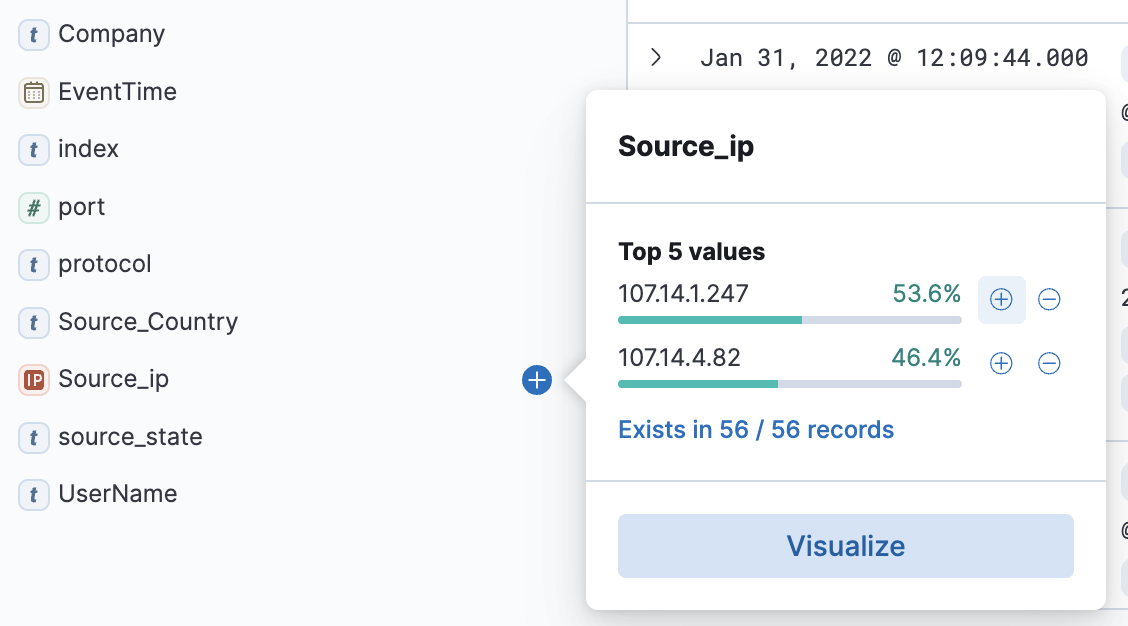 Company
EventTime
index
port
protocol
Source_Country
Source_ip
source_state
UserName
Jan 31, 2022 @ 12:09:44.000
Source_ip
Top 5 values
107.14.1.247 53.6%
107.14.4.82 46.4%
Exists in 56 / 56 records
Visualize